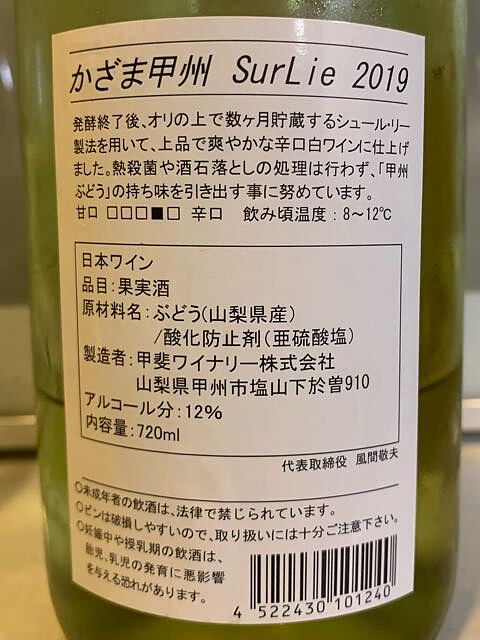 かざま甲州 SurLie 2019
発酵終了後、オリの上で数ヶ月貯蔵するシュール・リー
製法を用いて、上品で爽やかな辛口白ワインに仕上げ
ました。熱殺菌や酒石落としの処理は行わず、「甲州
ぶどう」の持ち味を引き出す事に努めています。
甘口 □□□■□ 辛口 飲み頃温度：8～12℃
日本ワイン
品目：果実酒
原材料名：ぶどう（山梨県産）
/酸化防止剤（亜硫酸塩）
製造者：甲斐ワイナリー株式会社
山梨県甲州市塩山下於曽910
アルコール分：12%
内容量：720ml
代表取締役 風間敬夫
○未成年者の飲酒は、法律で禁じられています。
○ビンは破損しやすいので、取り扱いには十分ご注意下さい。
○妊娠中や授乳期の飲酒は、
胎児、乳児の発育に悪影響
を与える恐れがあります。
4 522430 101240